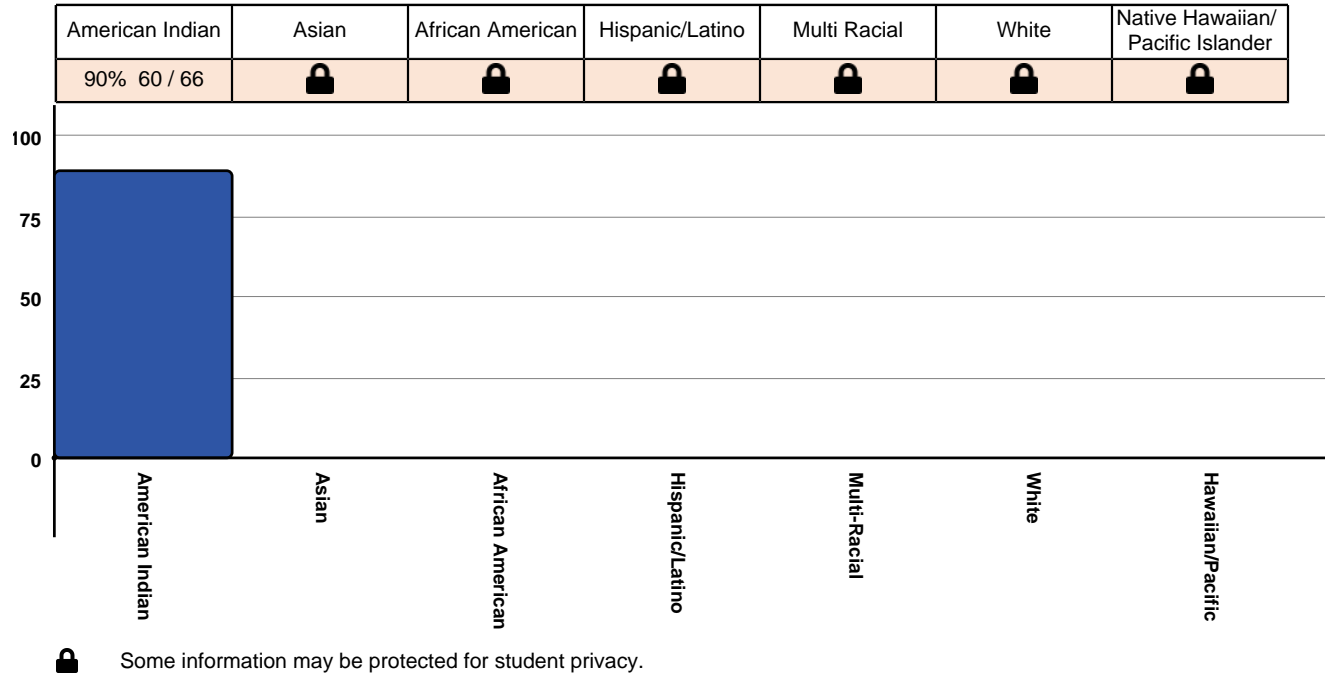 American Indian Asian African American Hispanic/Latino Multi Racial White Native Hawaiian/
Pacific Islander
90% 60 / 66
100
75
50
25
0
American Indian
Asian
African American
Hispanic/Latino
Multi-Racial
White
Hawaiian/Pacific
Some information may be protected for student privacy.